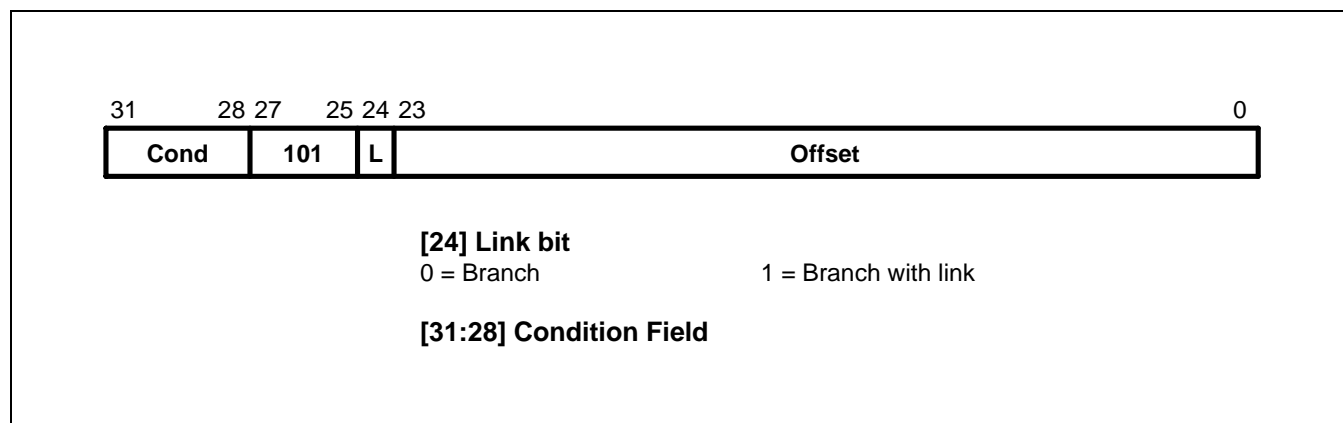 31 28 27 25 24 23 0
Cond 101 L Offset
[24] Link bit
0 = Branch 1 = Branch with link
[31:28] Condition Field